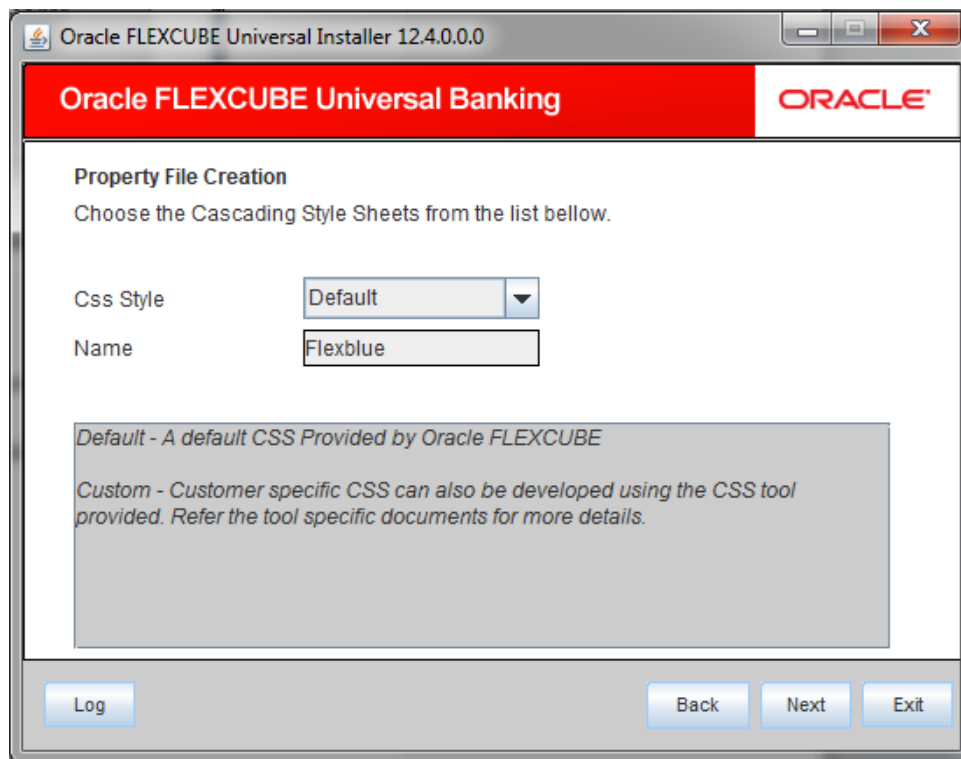 Oracle FLEXCUBE Universal Installer 12.4.0.0.0
Oracle FLEXCUBE Universal Banking
ORACLE
Property File Creation
Choose the Cascading Style Sheets from the list bellow.
Css Style
Default
Name
Flexblue
Default - A default CSS Provided by Oracle FLEXCUBE
Custom - Customer specific CSS can also be developed using the CSS tool
provided. Refer the tool specific documents for more details.
Log
Back
Next
Exit